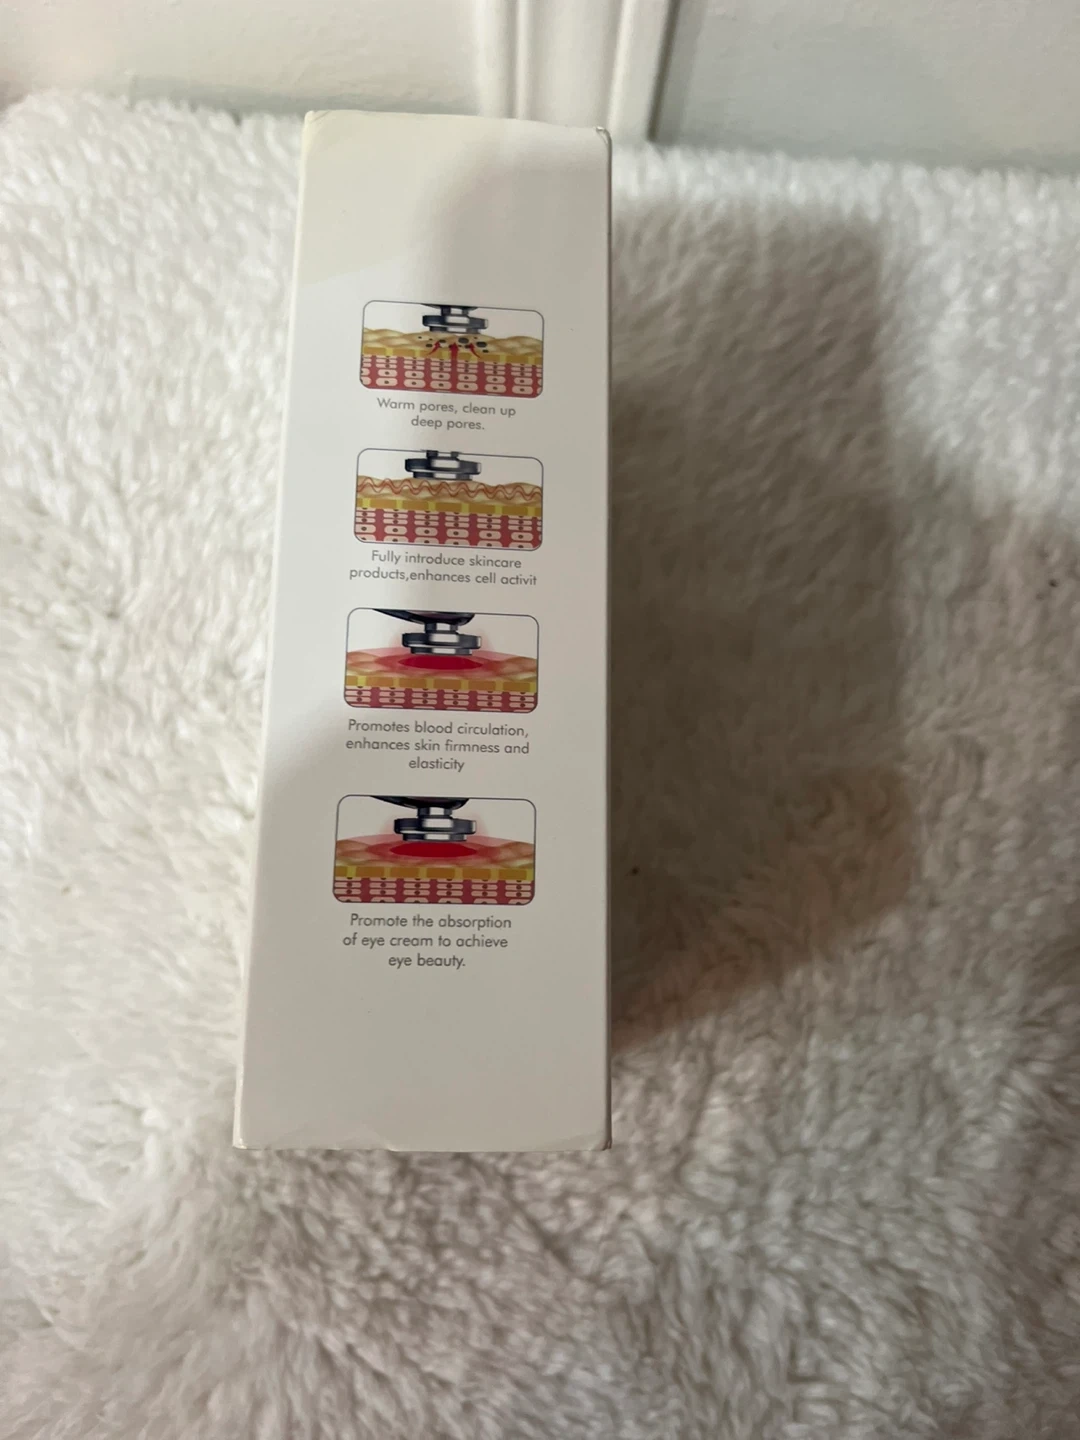 Warm pores, clean up
deep pores.
Fully introduce skincare
products,enhances cell activit
Promotes blood circulation,
enhances skin firmness and
elasticity
Promote the absorption
of eye cream to achieve
eye beauty.